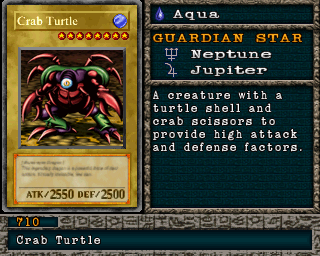 Crab Turtle
ATK/2550 DEF/2500
Aqua
GUARDIAN STAR
Neptune
Jupiter
A creature with a
turtle shell and
crab scissors to
provide high attack
and defense factors.
710
Crab Turtle